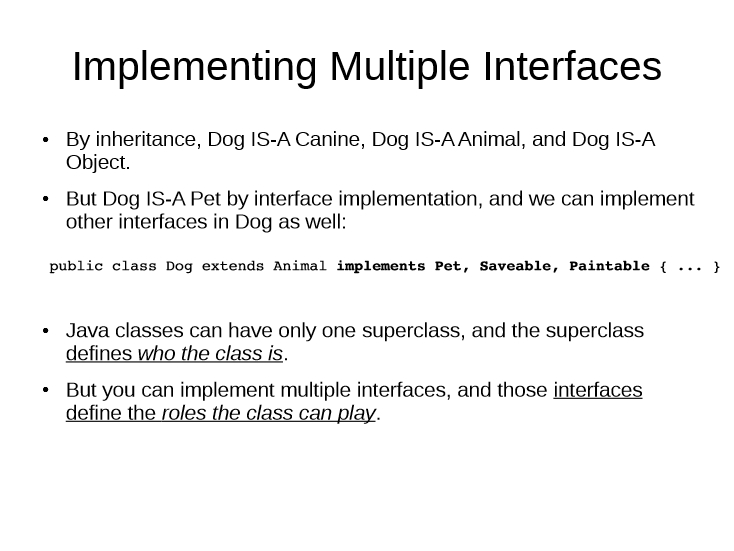 Implementing Multiple Interfaces
• By inheritance, Dog IS-A Canine, Dog IS-A Animal, and Dog IS-A
Object.
• But Dog IS-A Pet by interface implementation, and we can implement
other interfaces in Dog as well:
public class Dog extends Animal implements Pet, Saveable, Paintable { ... }
• Java classes can have only one superclass, and the superclass
defines who the class is.
• But you can implement multiple interfaces, and those interfaces
define the roles the class can play.